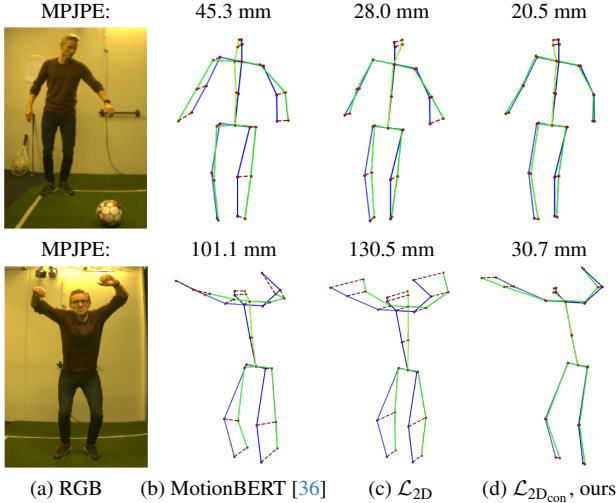 MPJPE: 45.3 mm 28.0 mm 20.5 mm
MPJPE: 101.1 mm 130.5 mm 30.7 mm
(a) RGB (b) MotionBERT [36] (c) ℒ2D (d) ℒ2Dcon, ours